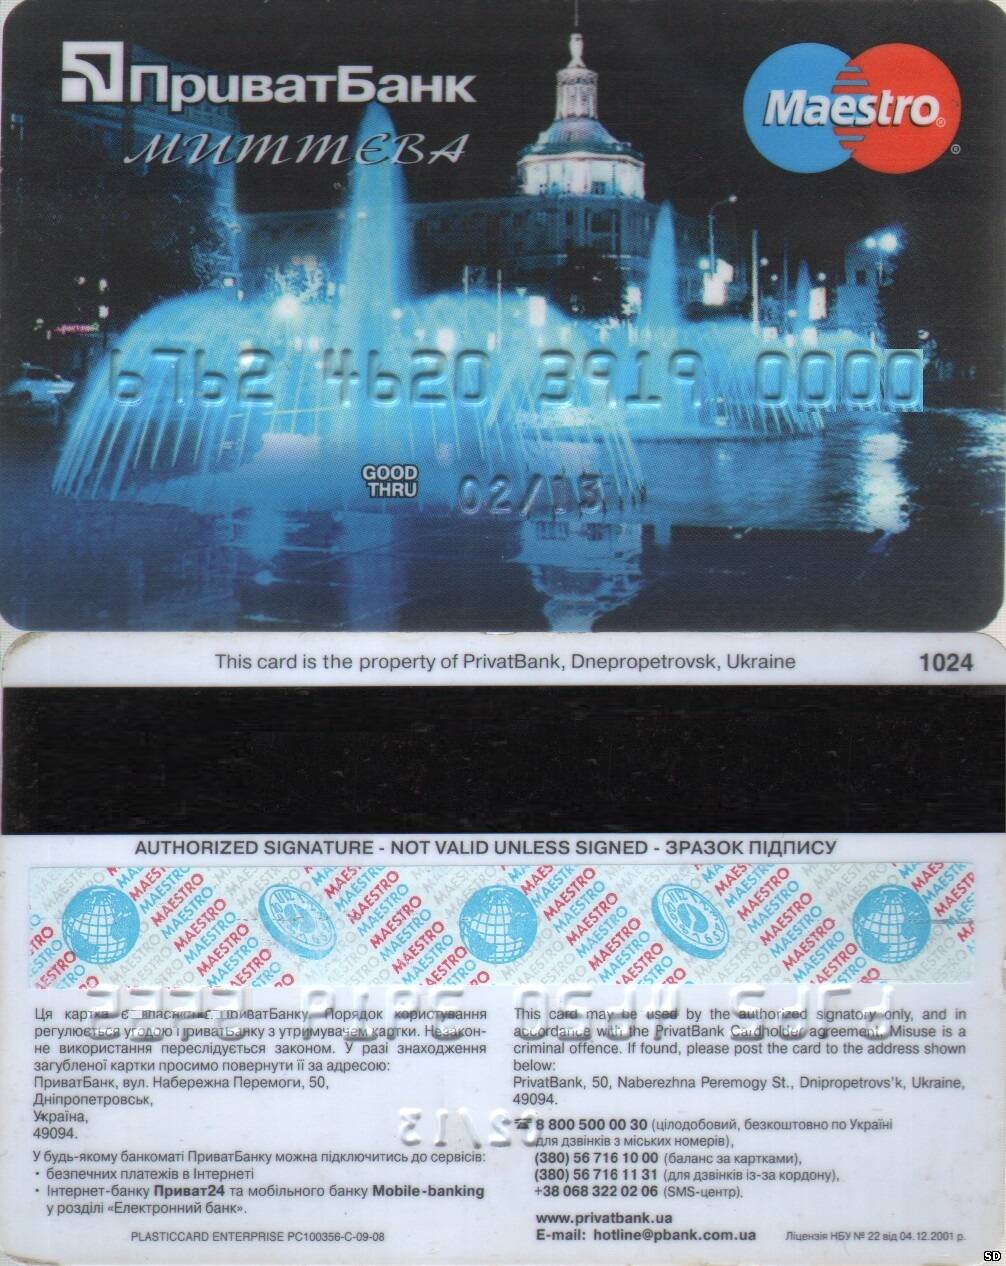 ПриватБанк
миттєва
Maestro
6762 4620 3919 0000
GOOD THRU 02/13
This card is the property of PrivatBank, Dnepropetrovsk, Ukraine 1024
AUTHORIZED SIGNATURE - NOT VALID UNLESS SIGNED - ЗРАЗОК ПІДПИСУ
MAESTRO MAESTRO MAESTRO MAESTRO MAESTRO
Ця картка є власністю ПриватБанку. Порядок користування
регулюється угодою ПриватБанку з утримувачем картки. Незакон-
не використання переслідується законом. У разі знаходження
загубленої картки просимо повернути її за адресою:
ПриватБанк, вул. Набережна Перемоги, 50,
Дніпропетровськ,
Україна,
49094.
У будь-якому банкоматі ПриватБанку можна підключитись до сервісів:
• безпечних платежів в Інтернеті
• Інтернет-банку Приват24 та мобільного банку Mobile-banking
у розділі «Електронний банк».
PLASTICCARD ENTERPRISE PC100356-C-09-08
This card may be used by the authorized signatory only, and in
accordance with the PrivatBank Cardholder agreement. Misuse is a
criminal offence. If found, please post the card to the address shown
below:
PrivatBank, 50, Naberezhna Peremogy St., Dnipropetrovs'k, Ukraine,
49094.
☎ 8 800 500 00 30 (цілодобовий, безкоштовно по Україні
для дзвінків з міських номерів),
(380) 56 716 10 00 (баланс за картками),
(380) 56 716 11 31 (для дзвінків із-за кордону),
+38 068 322 02 06 (SMS-центр).
www.privatbank.ua
E-mail: hotline@pbank.com.ua
Ліцензія НБУ № 22 від 04.12.2001 р.
SD